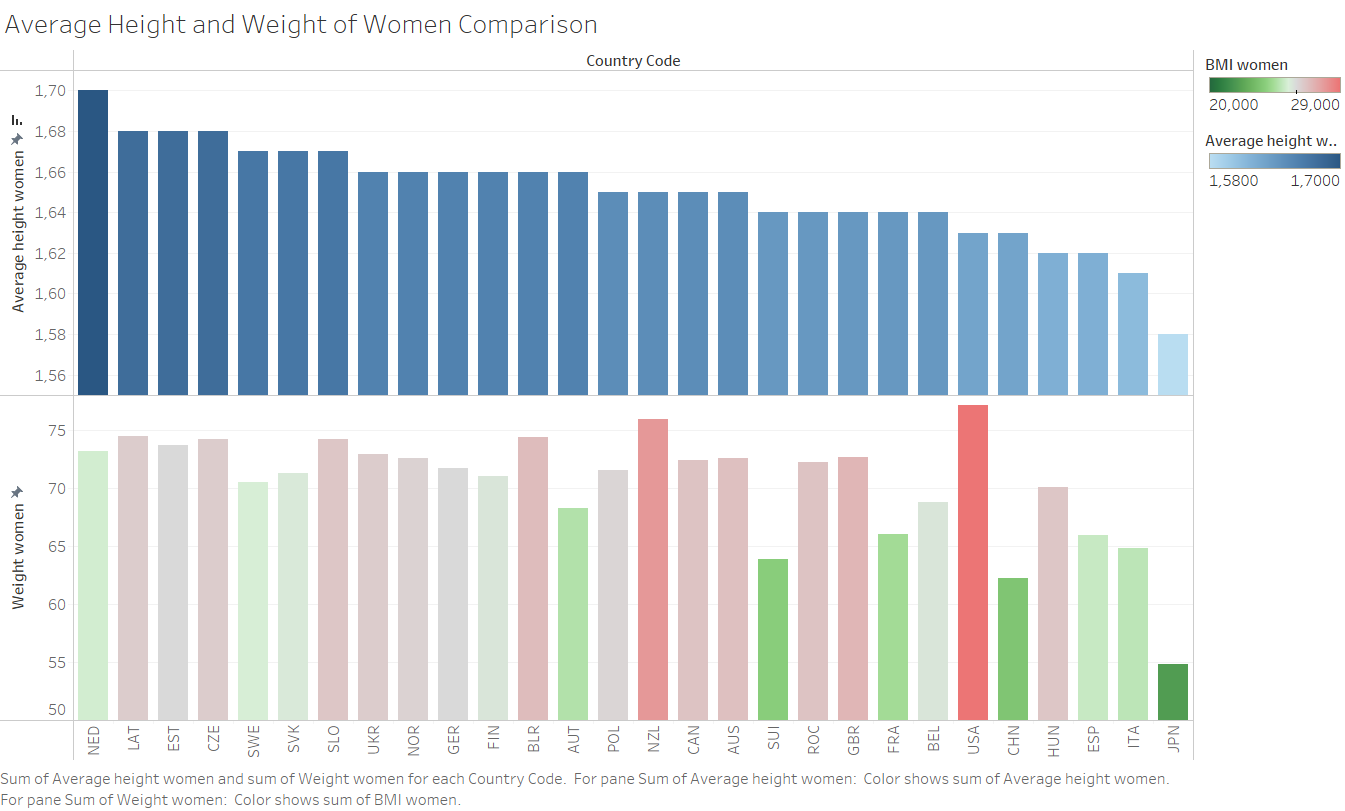 Average Height and Weight of Women Comparison
Country Code
BMI women
20,000 29,000
Average height w..
1,5800 1,7000
Average height women
1,70
1,68
1,66
1,64
1,62
1,60
1,58
1,56
Weight women
75
70
65
60
55
50
NED LAT EST CZE SWE SVK SLO UKR NOR GER FIN BLR AUT POL NZL CAN AUS SUI ROC GBR FRA BEL USA CHN HUN ESP ITA JPN
Sum of Average height women and sum of Weight women for each Country Code. For pane Sum of Average height women: Color shows sum of Average height women.
For pane Sum of Weight women: Color shows sum of BMI women.